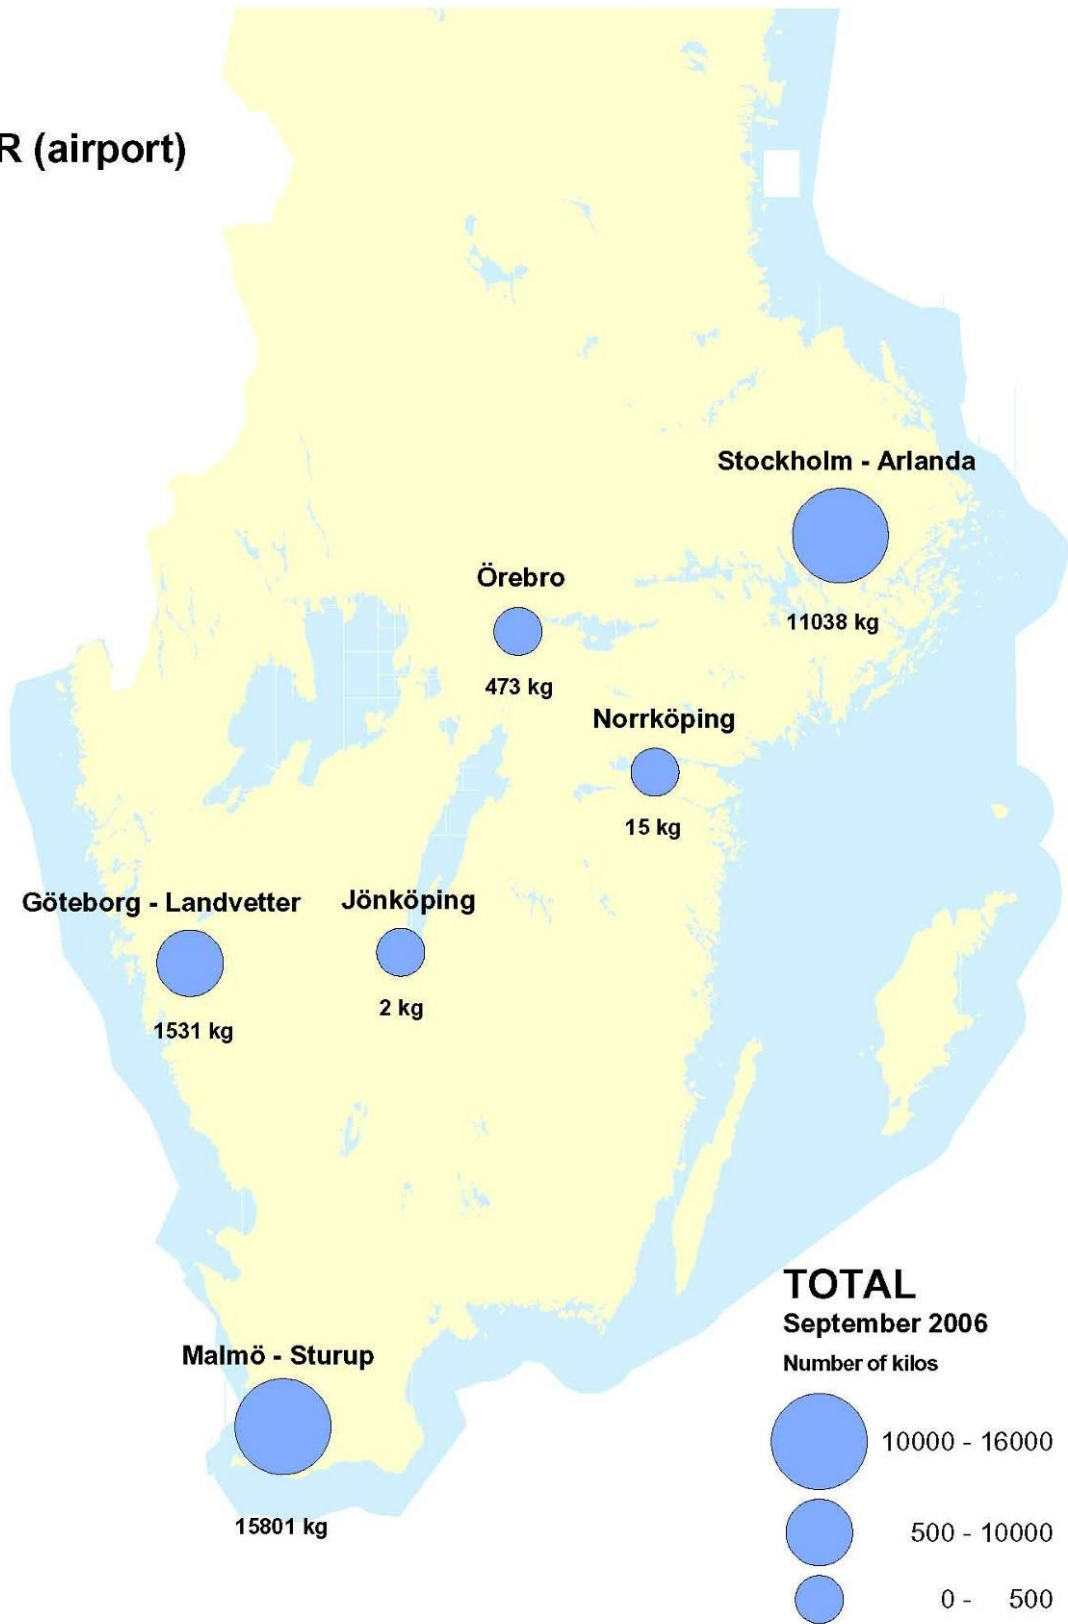 R (airport)
Stockholm - Arlanda
11038 kg
Örebro
473 kg
Norrköping
15 kg
Göteborg - Landvetter
1531 kg
Jönköping
2 kg
Malmö - Sturup
15801 kg
TOTAL
September 2006
Number of kilos
10000 - 16000
500 - 10000
0 - 500